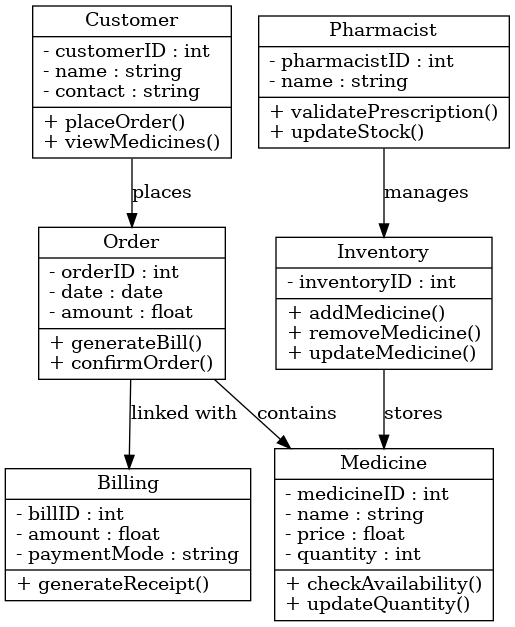 Customer
- customerID : int
- name : string
- contact : string
+ placeOrder()
+ viewMedicines()
Pharmacist
- pharmacistID : int
- name : string
+ validatePrescription()
+ updateStock()
places
manages
Order
- orderID : int
- date : date
- amount : float
+ generateBill()
+ confirmOrder()
Inventory
- inventoryID : int
+ addMedicine()
+ removeMedicine()
+ updateMedicine()
linked with
contains
stores
Billing
- billID : int
- amount : float
- paymentMode : string
+ generateReceipt()
Medicine
- medicineID : int
- name : string
- price : float
- quantity : int
+ checkAvailability()
+ updateQuantity()